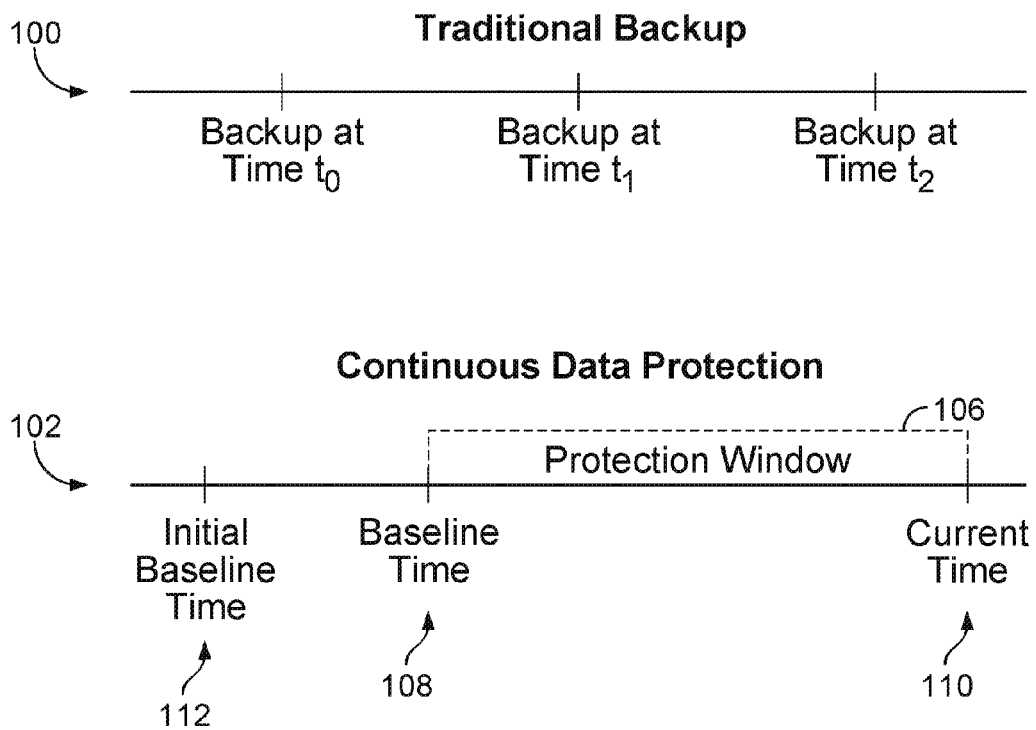 Traditional Backup
100
Backup at
Time t₀
Backup at
Time t₁
Backup at
Time t₂
Continuous Data Protection
102
106
Protection Window
Initial
Baseline
Time
Baseline
Time
Current
Time
112
108
110